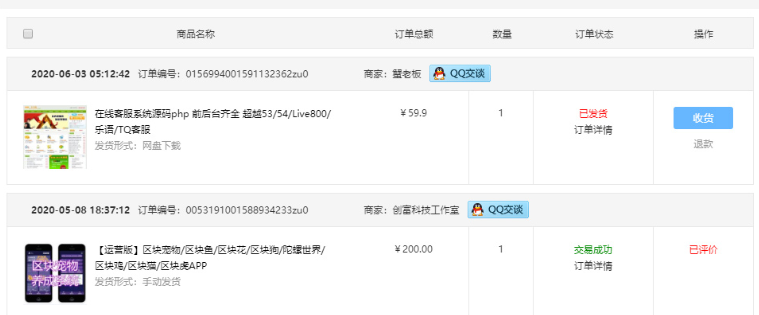 商品名称 订单总额 数量 订单状态 操作
2020-06-03 05:12:42 订单编号：0156994001591132362zu0 商家：蟹老板 QQ交谈
在线客服系统源码php 前后台齐全 超越53/54/Live800/ ￥59.9 1 已发货 收货
乐语/TQ客服 订单详情
发货形式：网盘下载 退款
2020-05-08 18:37:12 订单编号：0053191001588934233zu0 商家：创富科技工作室 QQ交谈
【运营版】区块宠物/区块鱼/区块花/区块狗/陀螺世界/ ￥200.00 1 交易成功 已评价
区块鸡/区块猫/区块虎APP 订单详情
发货形式：手动发货
区块宠物